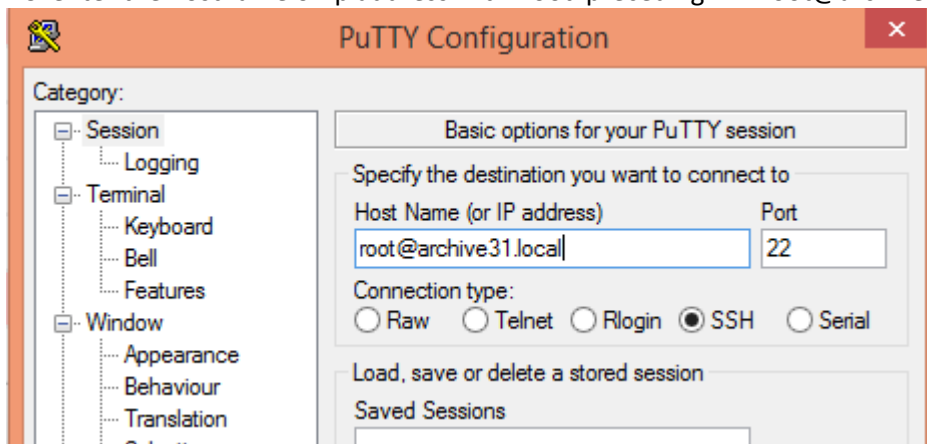 PuTTY Configuration
Category:
Session
Logging
Terminal
Keyboard
Bell
Features
Window
Appearance
Behaviour
Translation
Basic options for your PuTTY session
Specify the destination you want to connect to
Host Name (or IP address) Port
root@archive31.local 22
Connection type:
Raw Telnet Rlogin SSH Serial
Load, save or delete a stored session
Saved Sessions